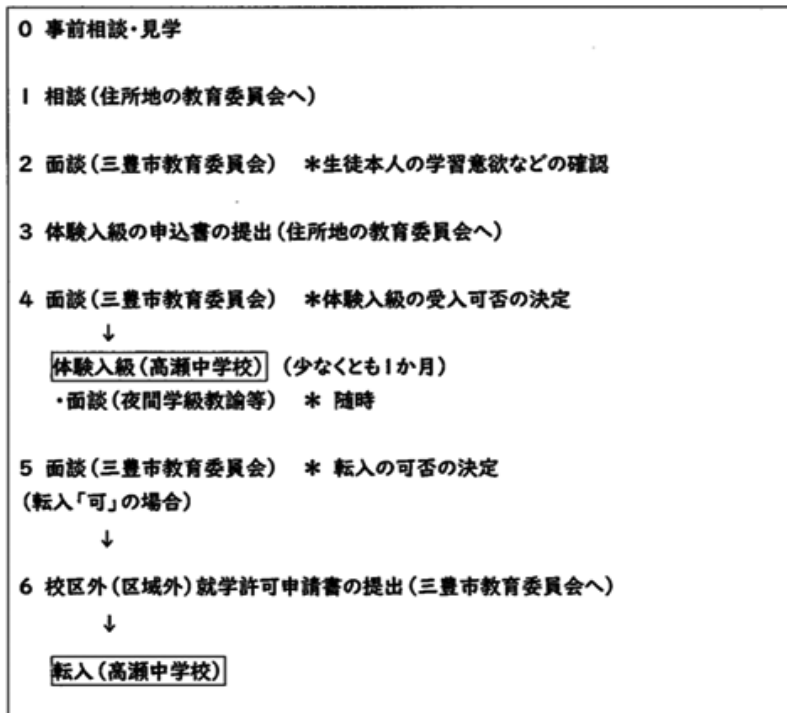 0 事前相談・見学
1 相談(住所地の教育委員会へ)
2 面談(三豊市教育委員会) *生徒本人の学習意欲などの確認
3 体験入級の申込書の提出(住所地の教育委員会へ)
4 面談(三豊市教育委員会) *体験入級の受入可否の決定
↓
体験入級(高瀬中学校) (少なくとも1か月)
・面談(夜間学級教諭等) * 随時
5 面談(三豊市教育委員会) * 転入の可否の決定
(転入「可」の場合)
↓
6 校区外(区域外)就学許可申請書の提出(三豊市教育委員会へ)
↓
転入(高瀬中学校)